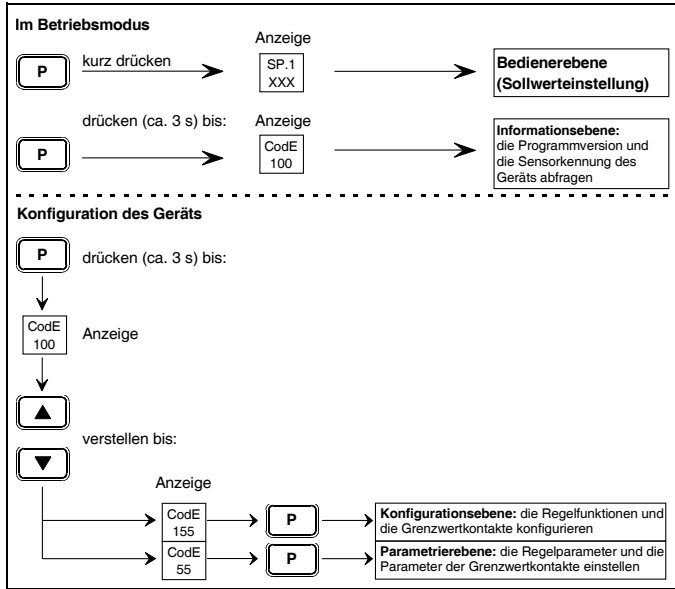 Im Betriebsmodus
Anzeige
P
kurz drücken
SP.1
XXX
Bedienerebene
(Sollwerteinstellung)
drücken (ca. 3 s) bis:
Anzeige
P
CodE
100
Informationsebene:
die Programmversion und
die Sensorkennung des
Geräts abfragen
Konfiguration des Geräts
P
drücken (ca. 3 s) bis:
CodE
100
Anzeige
verstellen bis:
Anzeige
CodE
155
P
Konfigurationsebene: die Regelfunktionen und
die Grenzwertkontakte konfigurieren
CodE
55
P
Parametrierebene: die Regelparameter und die
Parameter der Grenzwertkontakte einstellen